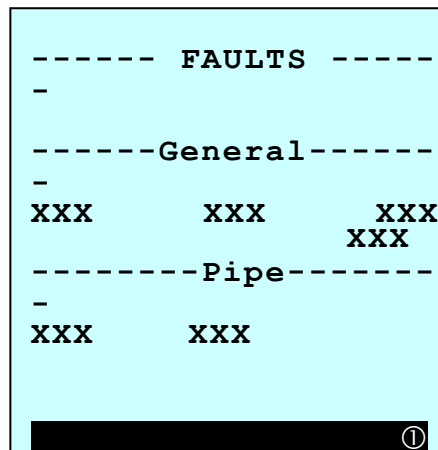 ------ FAULTS -----
-
------General------
-
XXX XXX XXX
XXX
--------Pipe-------
-
XXX XXX
①